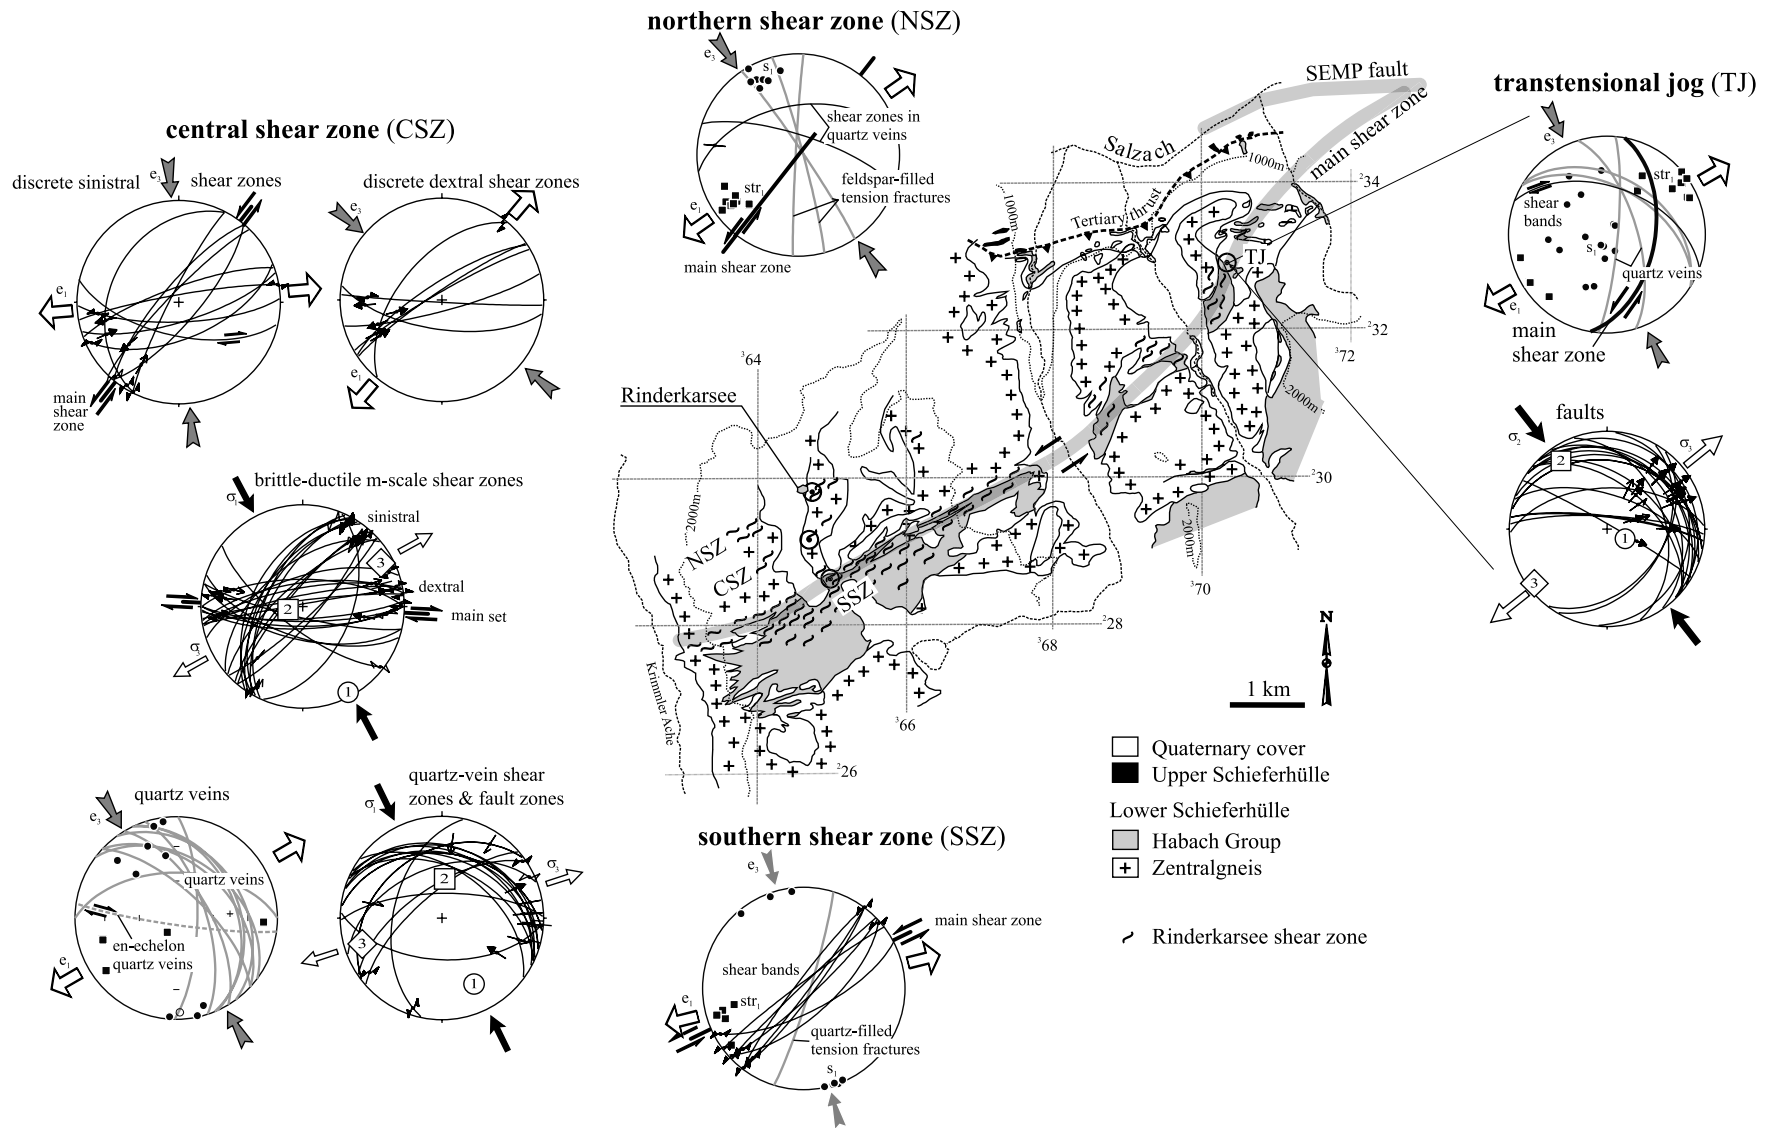 northern shear zone (NSZ)
e3
s1
shear zones in
quartz veins
feldspar-filled
tension fractures
str1
e1
main shear zone
central shear zone (CSZ)
discrete sinistral
shear zones
e3
e1
main
shear
zone
discrete dextral shear zones
e3
e1
brittle-ductile m-scale shear zones
σ1
sinistral
3
dextral
2
main set
σ3
1
quartz veins
e3
quartz veins
en-echelon
quartz veins
e1
quartz-vein shear
zones & fault zones
σ1
2
σ3
3
1
SEMP fault
main shear zone
Salzach
1000m
1000m
Tertiary thrust
234
TJ
232
364
372
Rinderkarsee
2000m
2000m
230
NSZ
CSZ
SSZ
2000m
370
228
368
N
Krimmler Ache
366
1 km
226
Quaternary cover
Upper Schieferhülle
Lower Schieferhülle
Habach Group
Zentralgneis
Rinderkarsee shear zone
southern shear zone (SSZ)
e3
main shear zone
shear bands
e1
str1
quartz-filled
tension fractures
s1
transtensional jog (TJ)
e3
str1
shear
bands
s1
quartz veins
e1
main
shear zone
faults
σ2
σ3
2
1
3